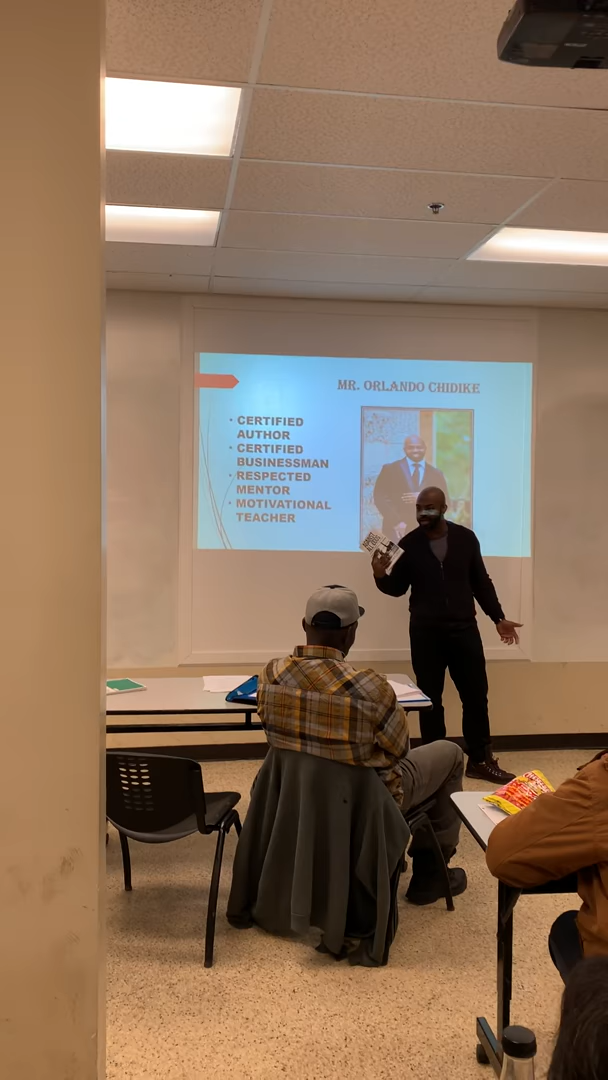 MR. ORLANDO CHIDIKE
• CERTIFIED
AUTHOR
• CERTIFIED
BUSINESSMAN
• RESPECTED
MENTOR
• MOTIVATIONAL
TEACHER